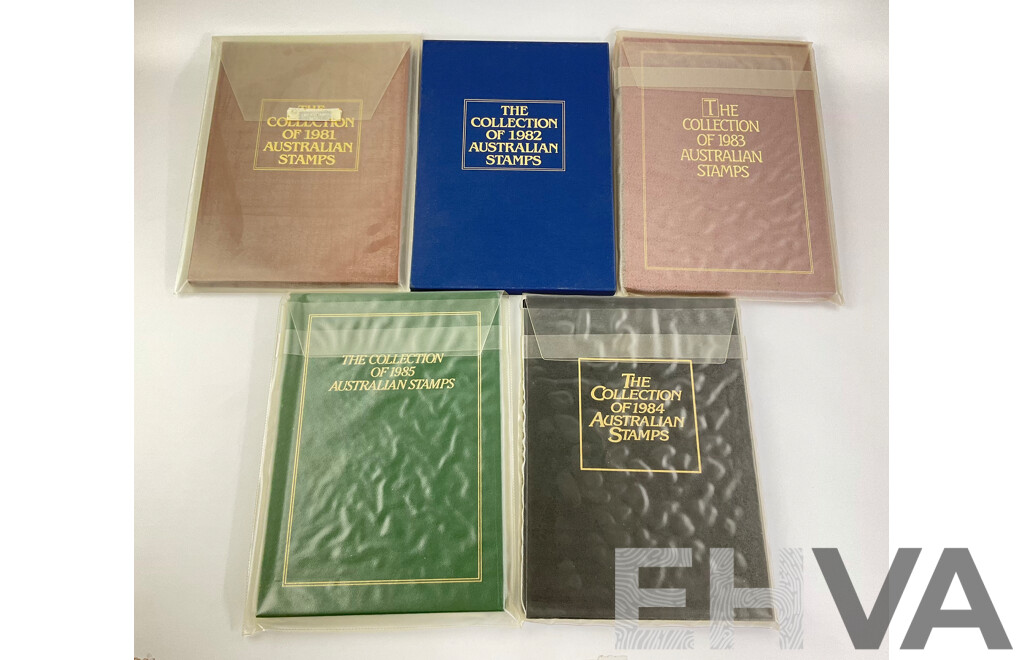 THE
COLLECTION
OF 1981
AUSTRALIAN
STAMPS
THE
COLLECTION
OF 1982
AUSTRALIAN
STAMPS
THE
COLLECTION
OF 1983
AUSTRALIAN
STAMPS
THE COLLECTION
OF 1985
AUSTRALIAN STAMPS
THE
COLLECTION
OF 1984
AUSTRALIAN
STAMPS
EHVA